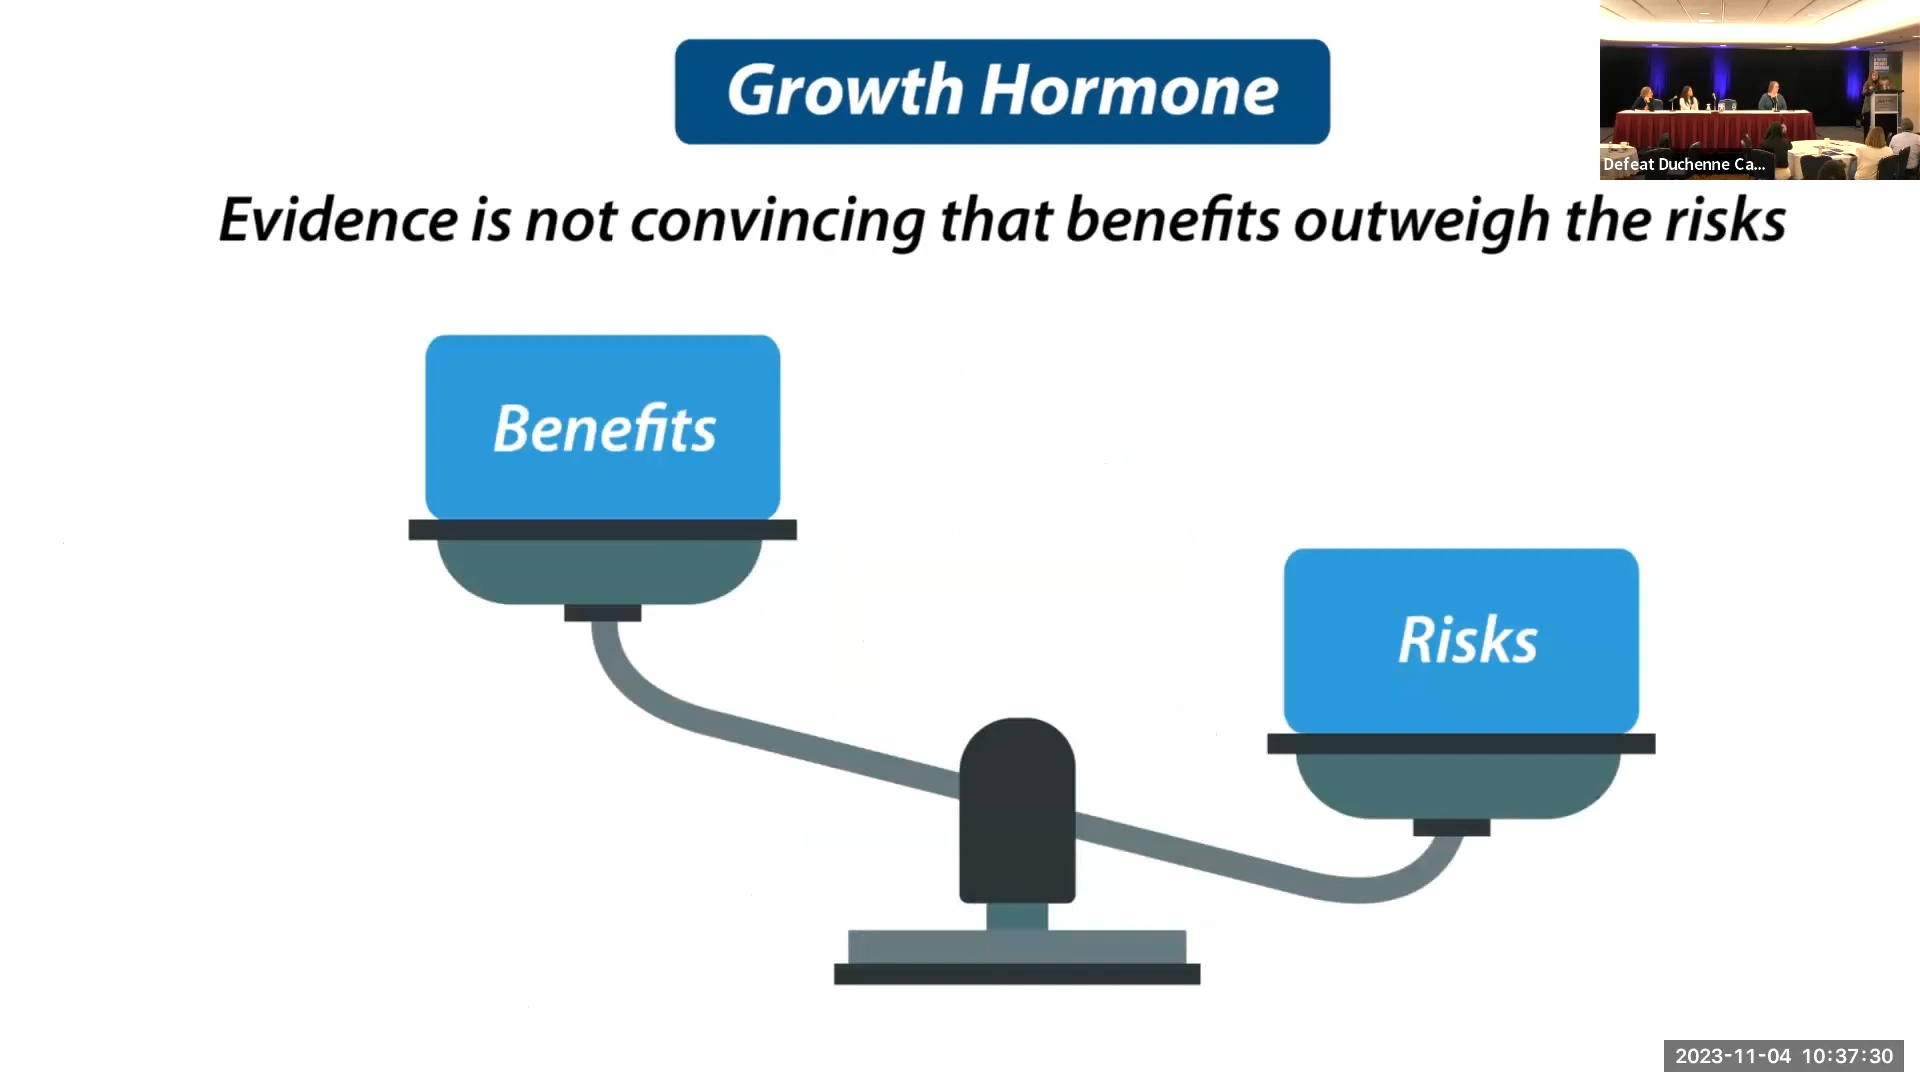 Growth Hormone
Defeat Duchenne Ca...
Evidence is not convincing that benefits outweigh the risks
Benefits
Risks
2023-11-04 10:37:30